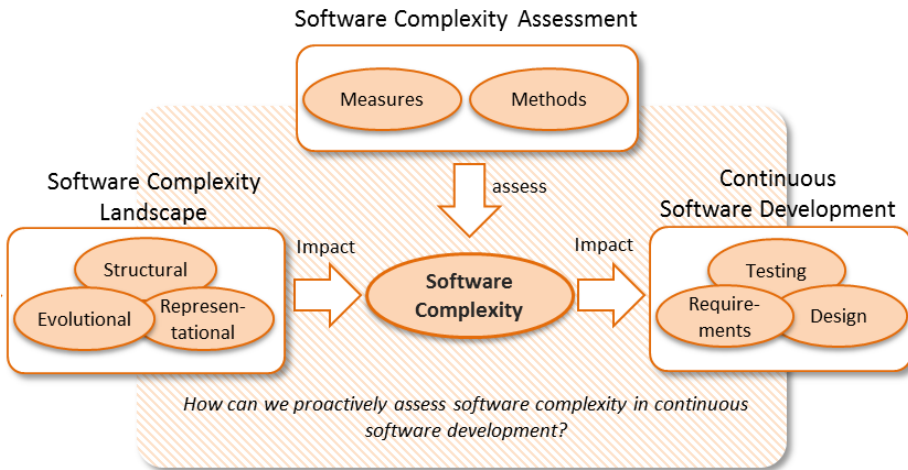 Software Complexity Assessment
Measures
Methods
assess
Software Complexity
Landscape
Structural
Evolutional
Represen-
tational
Impact
Software
Complexity
Impact
Continuous
Software Development
Testing
Require-
ments
Design
How can we proactively assess software complexity in continuous
software development?